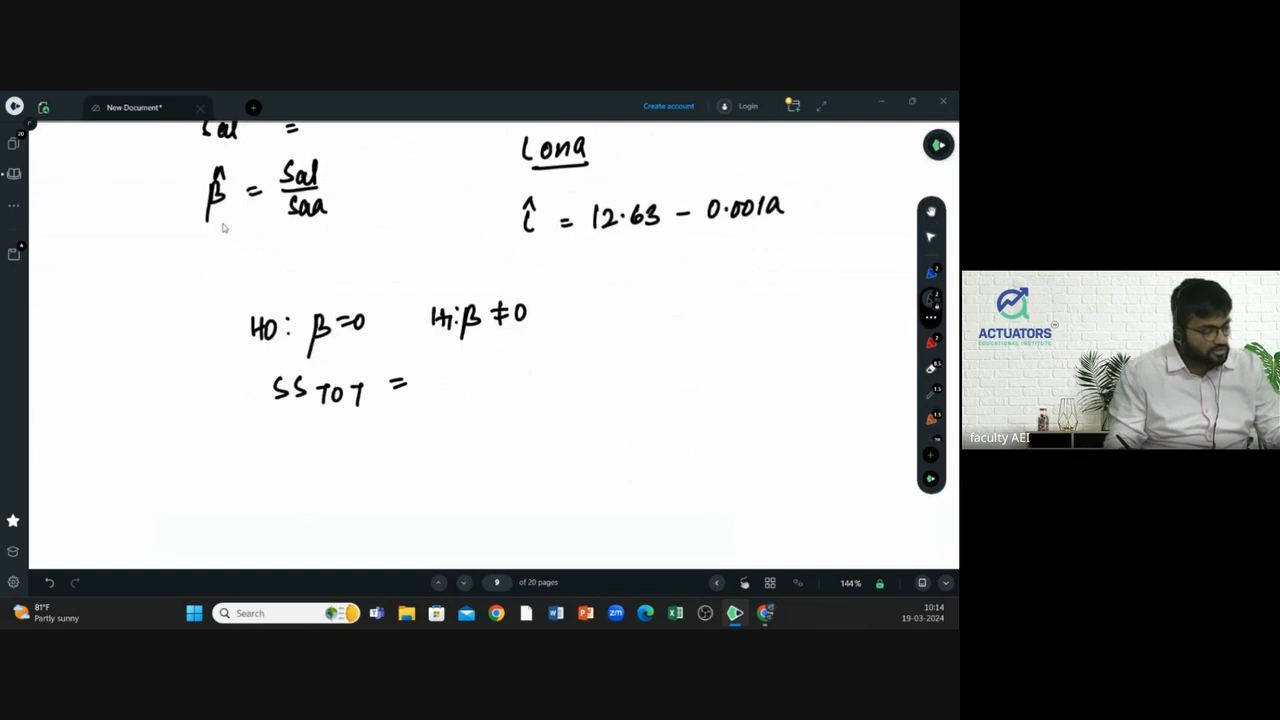 New Document*
Create account
Login
Sal =
β̂ = Sal / Saa
l on a
l̂ = 12.63 - 0.001a
H0: β = 0 H1: β ≠ 0
SS TOT =
ACTUATORS
EDUCATIONAL INSTITUTE
faculty AEI
9 of 20 pages
144%
81°F
Partly sunny
Search
10:14
19-03-2024